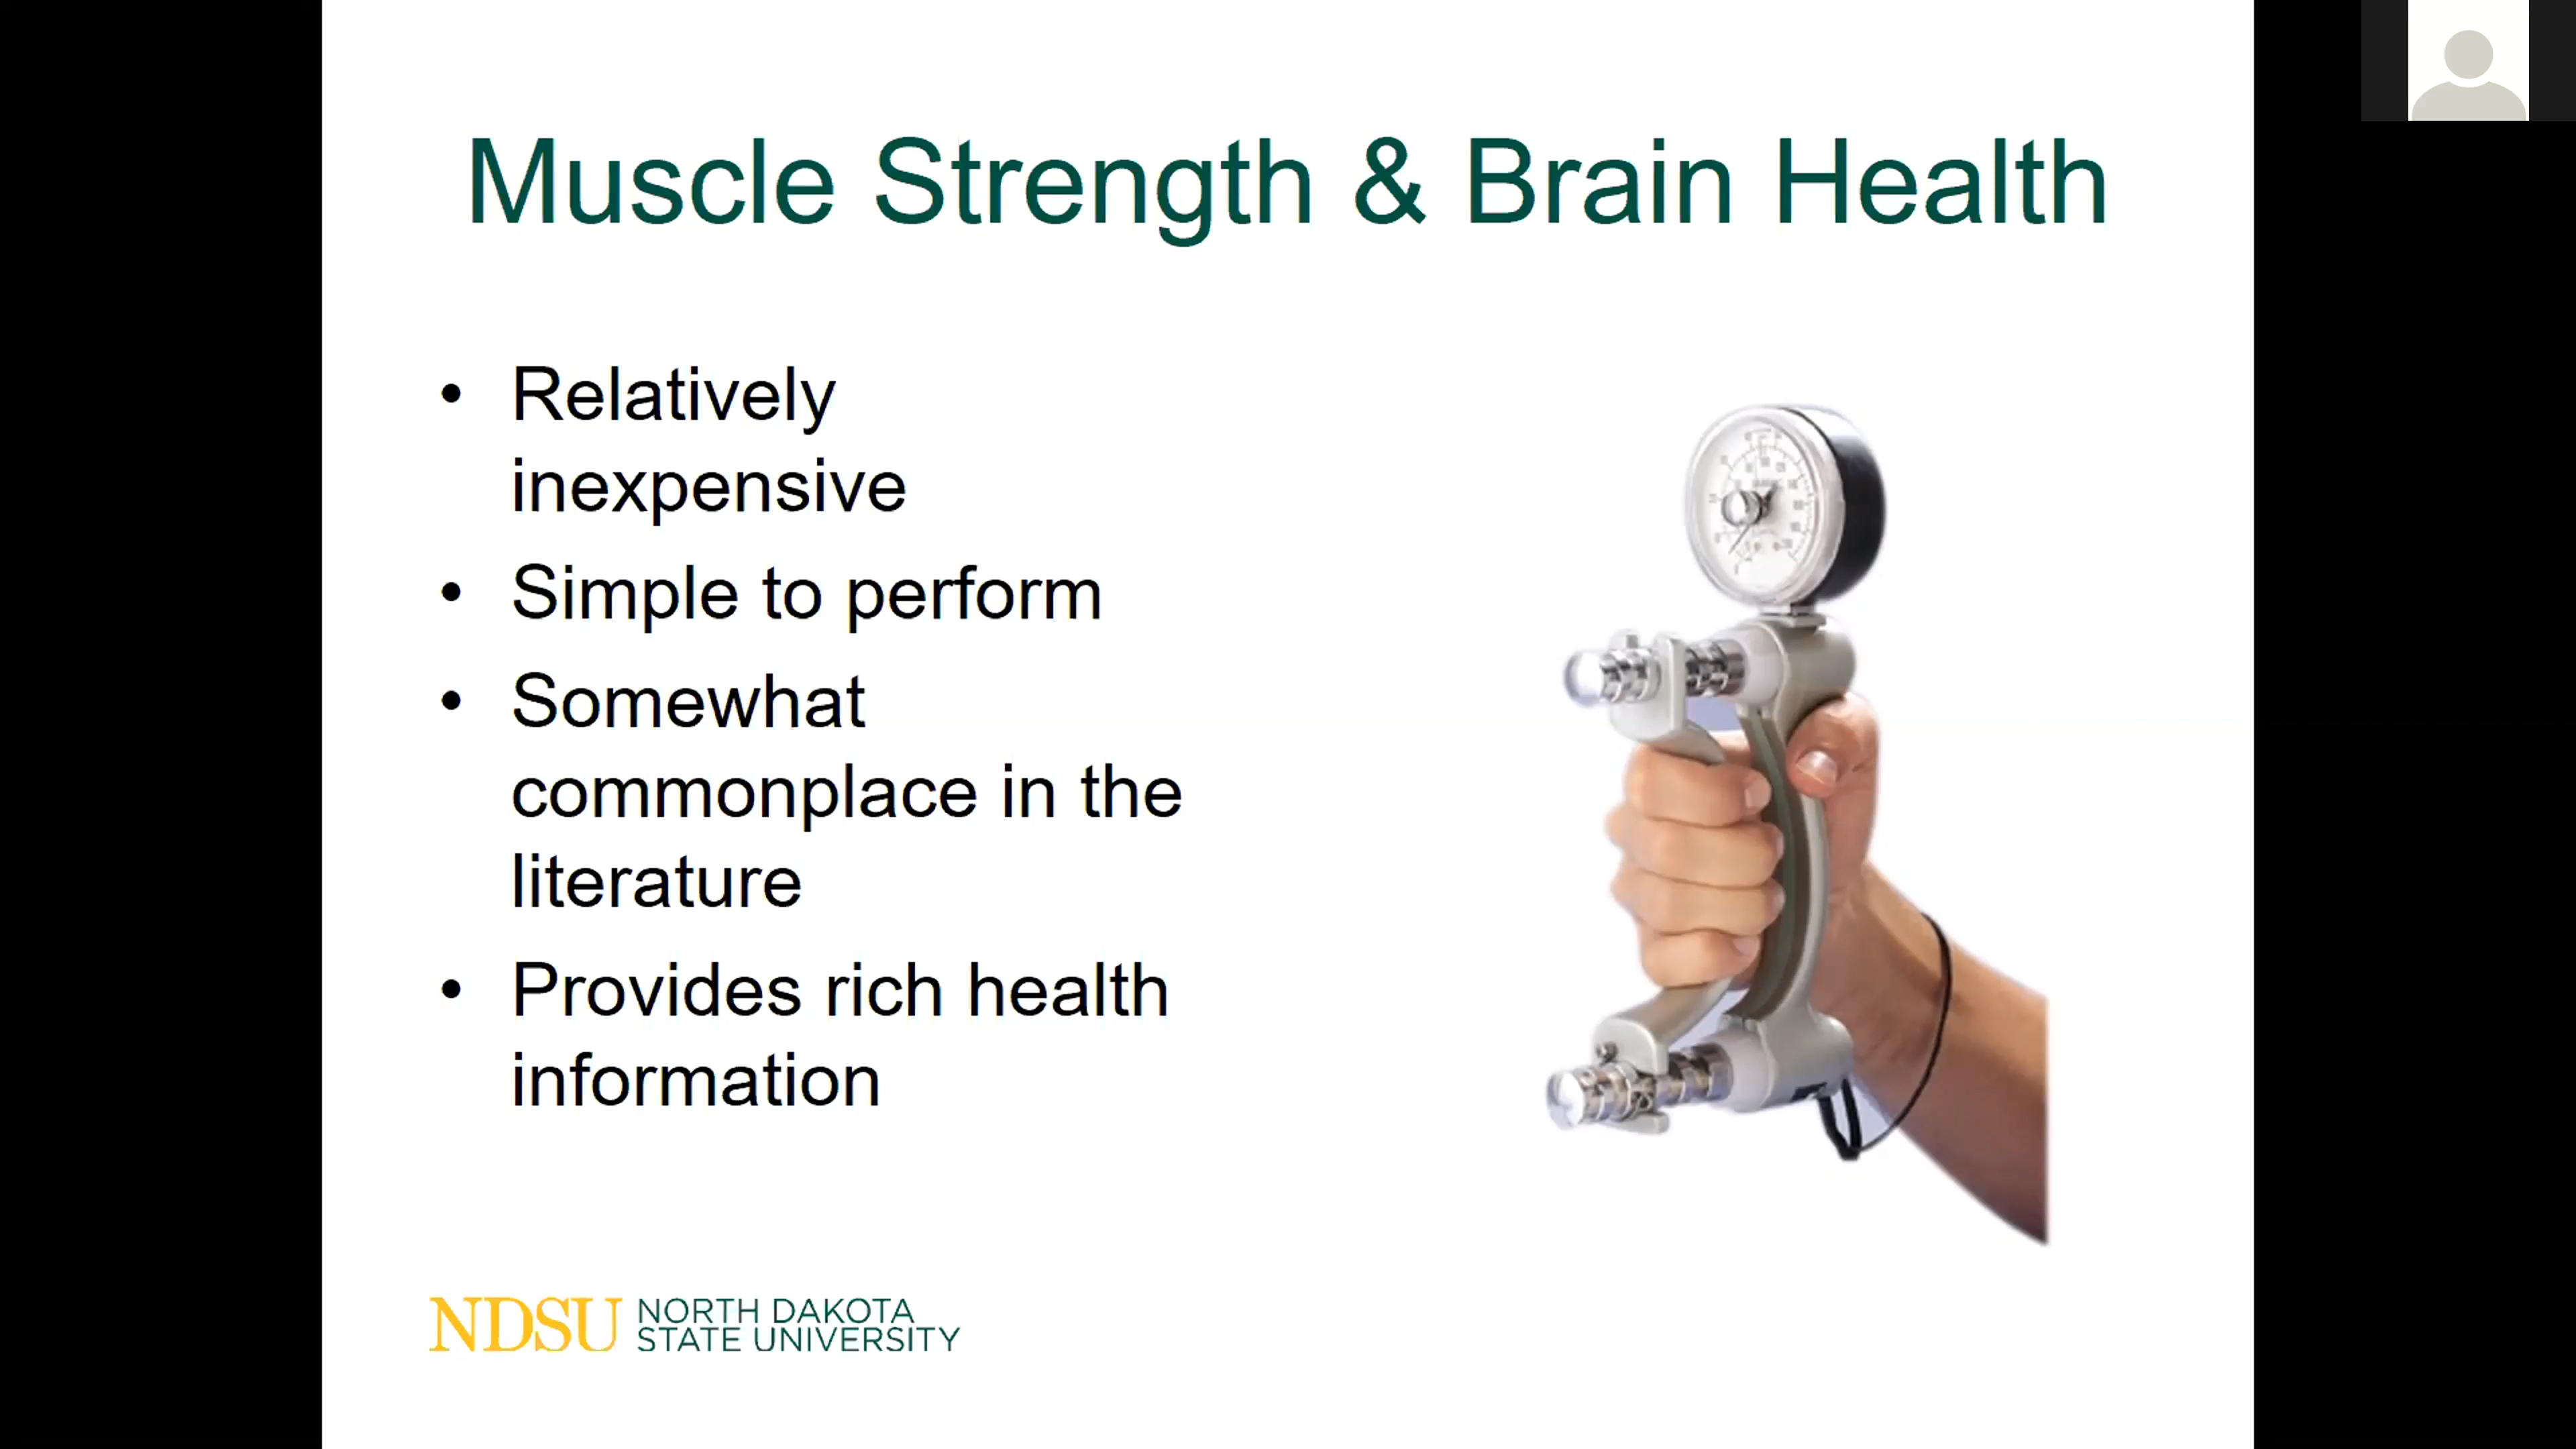 Muscle Strength & Brain Health
• Relatively
inexpensive
• Simple to perform
• Somewhat
commonplace in the
literature
• Provides rich health
information
NDSU NORTH DAKOTA
STATE UNIVERSITY